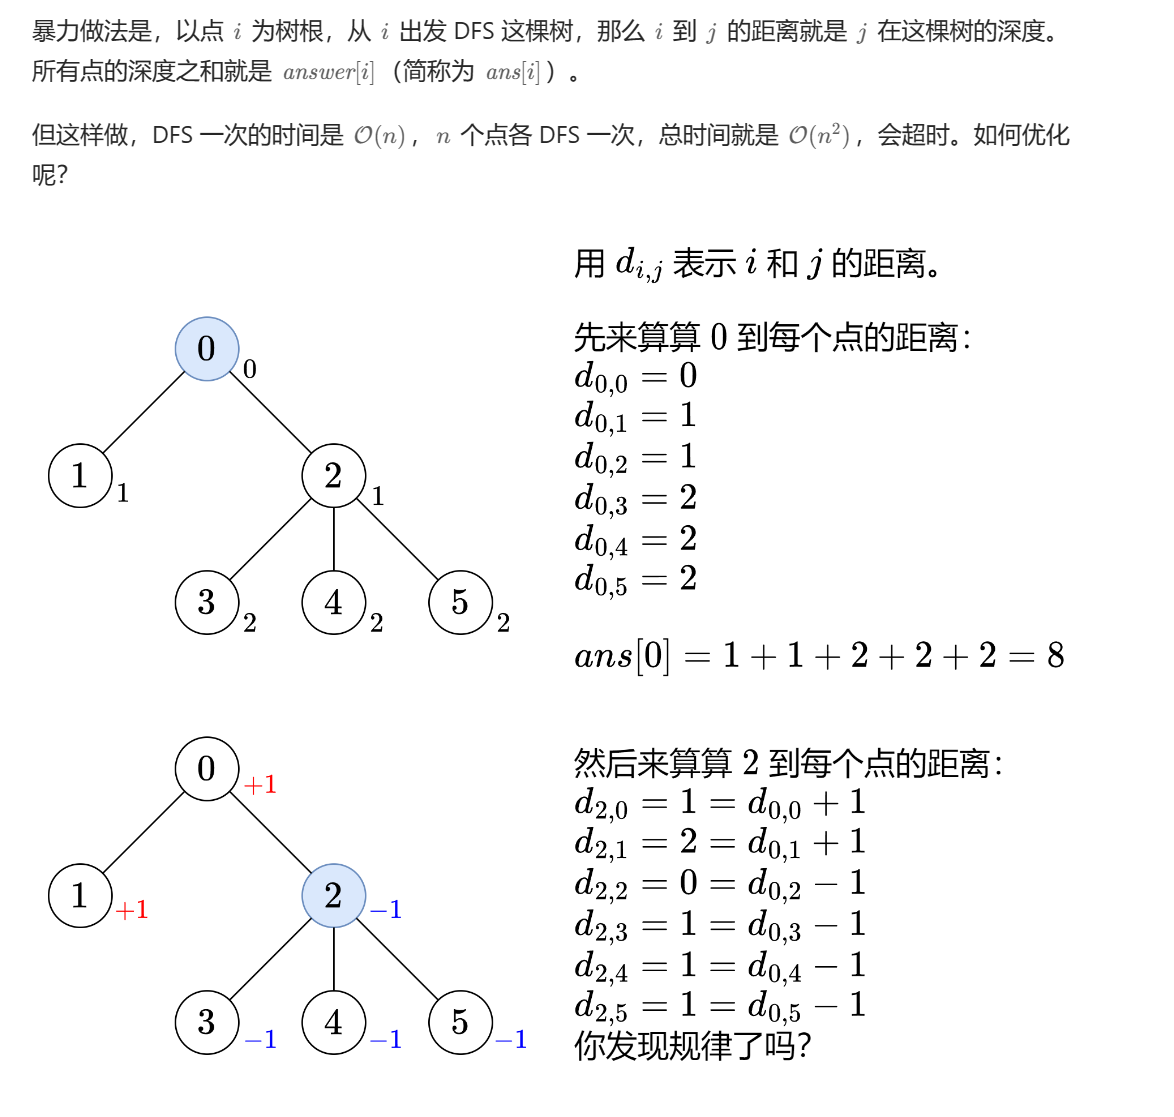 暴力做法是，以点 i 为树根，从 i 出发 DFS 这棵树，那么 i 到 j 的距离就是 j 在这棵树的深度。
所有点的深度之和就是 answer[i]（简称为 ans[i]）。
但这样做，DFS 一次的时间是 𝒪(n)，n 个点各 DFS 一次，总时间就是 𝒪(n²)，会超时。如何优化
呢？
用 d_{i,j} 表示 i 和 j 的距离。
先来算算 0 到每个点的距离：
d_{0,0} = 0
d_{0,1} = 1
d_{0,2} = 1
d_{0,3} = 2
d_{0,4} = 2
d_{0,5} = 2
ans[0] = 1 + 1 + 2 + 2 + 2 = 8
0 0
1 1 2 1
3 2 4 2 5 2
然后来算算 2 到每个点的距离：
d_{2,0} = 1 = d_{0,0} + 1
d_{2,1} = 2 = d_{0,1} + 1
d_{2,2} = 0 = d_{0,2} − 1
d_{2,3} = 1 = d_{0,3} − 1
d_{2,4} = 1 = d_{0,4} − 1
d_{2,5} = 1 = d_{0,5} − 1
你发现规律了吗？
0 +1
1 +1 2 −1
3 −1 4 −1 5 −1